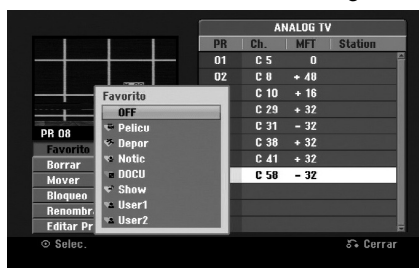 ANALOG TV
PR Ch. MFT Station
01 C 5 0
02 C 8 + 48
C 10 + 16
C 29 + 32
C 31 - 32
C 38 + 32
C 41 + 32
C 58 - 32
PR 08
Favorito
Borrar
Mover
Bloqueo
Renombr
Editar Pr
Favorito
OFF
Pelicu
Depor
Notic
DOCU
Show
User1
User2
Selec.
Cerrar